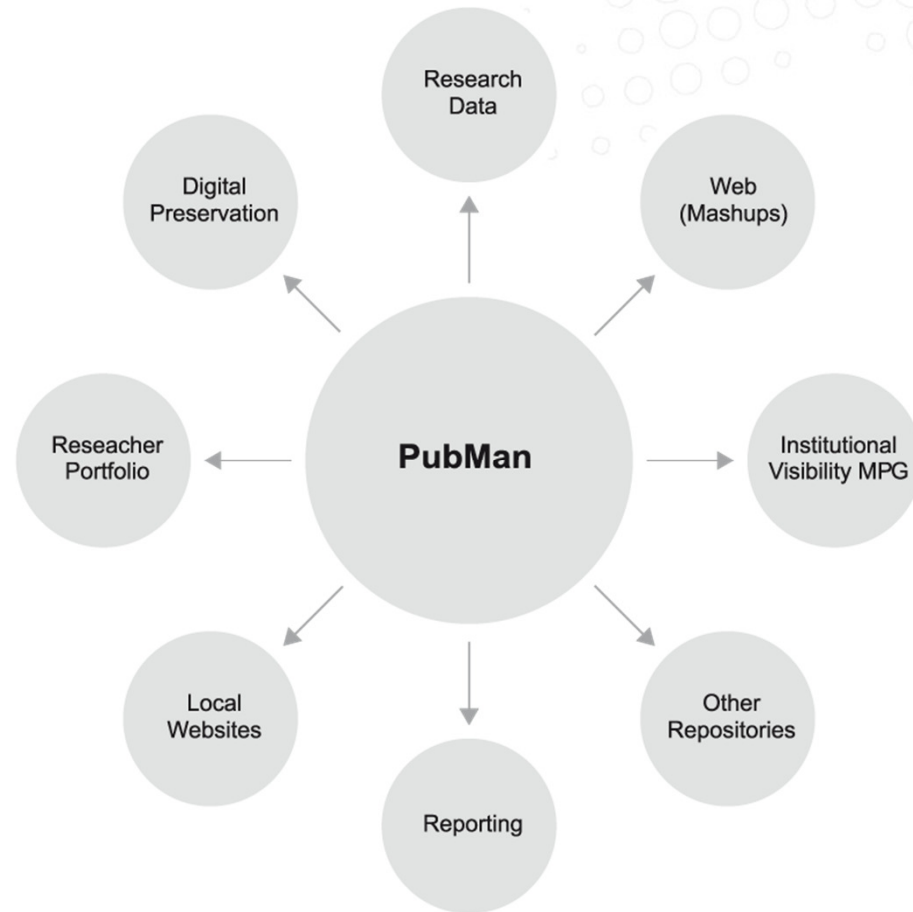 Research
Data
Digital
Preservation
Web
(Mashups)
Reseacher
Portfolio
PubMan
Institutional
Visibility MPG
Local
Websites
Other
Repositories
Reporting